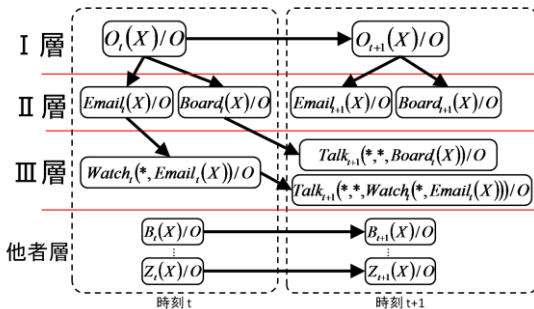 Ⅰ層
O_t(X)/O
O_{t+1}(X)/O
Ⅱ層
Email_t(X)/O
Board_t(X)/O
Email_{t+1}(X)/O
Board_{t+1}(X)/O
Ⅲ層
Watch_t(*,Email_t(X))/O
Talk_{t+1}(*,*,Board_t(X))/O
Talk_{t+1}(*,*,Watch_t(*,Email_t(X)))/O
他者層
B_t(X)/O
B_{t+1}(X)/O
Z_t(X)/O
Z_{t+1}(X)/O
時刻 t
時刻 t+1